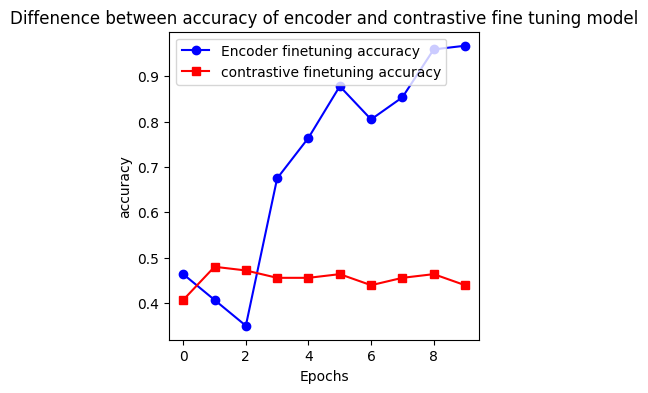 Diffenence between accuracy of encoder and contrastive fine tuning model
Encoder finetuning accuracy
contrastive finetuning accuracy
0.9
0.8
0.7
0.6
0.5
0.4
accuracy
0 2 4 6 8
Epochs